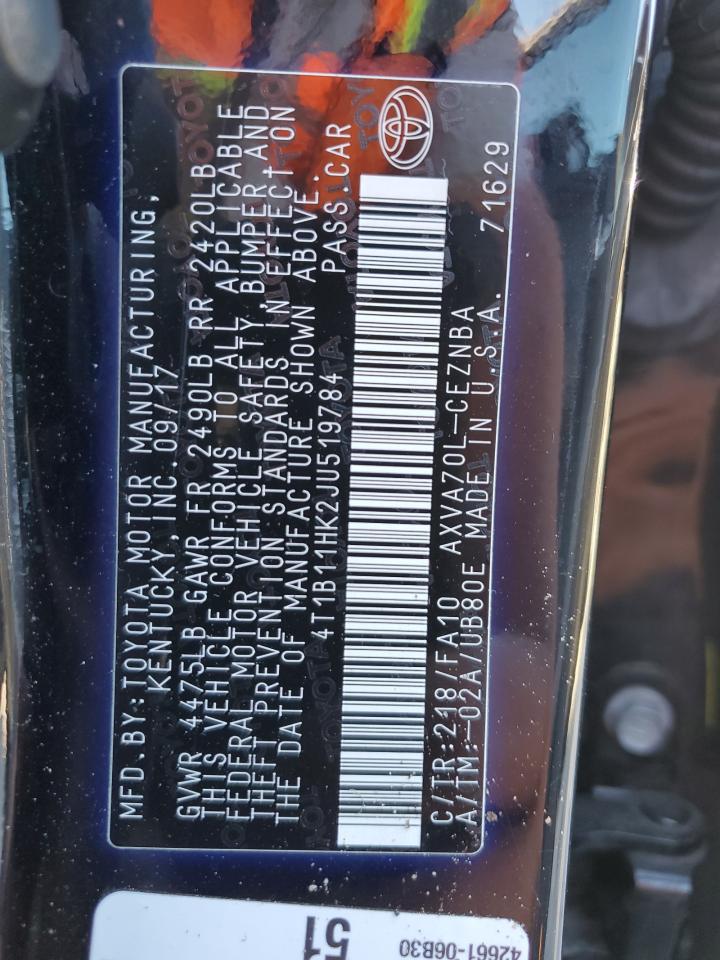 MFD. BY: TOYOTA MOTOR MANUFACTURING,
KENTUCKY, INC. 09/17
GVWR 4475LB GAWR FR 2490LB RR 2420LB
THIS VEHICLE CONFORMS TO ALL APPLICABLE
FEDERAL MOTOR VEHICLE SAFETY, BUMPER, AND
THEFT PREVENTION STANDARDS IN EFFECT ON
THE DATE OF MANUFACTURE SHOWN ABOVE.
4T1B11HK2JU519784 PASS.CAR
C/TR:218/FA10 AXVA70L-CEZNBA
A/TM:-02A/UB80E MADE IN U.S.A. 71629
51
42661-06B30